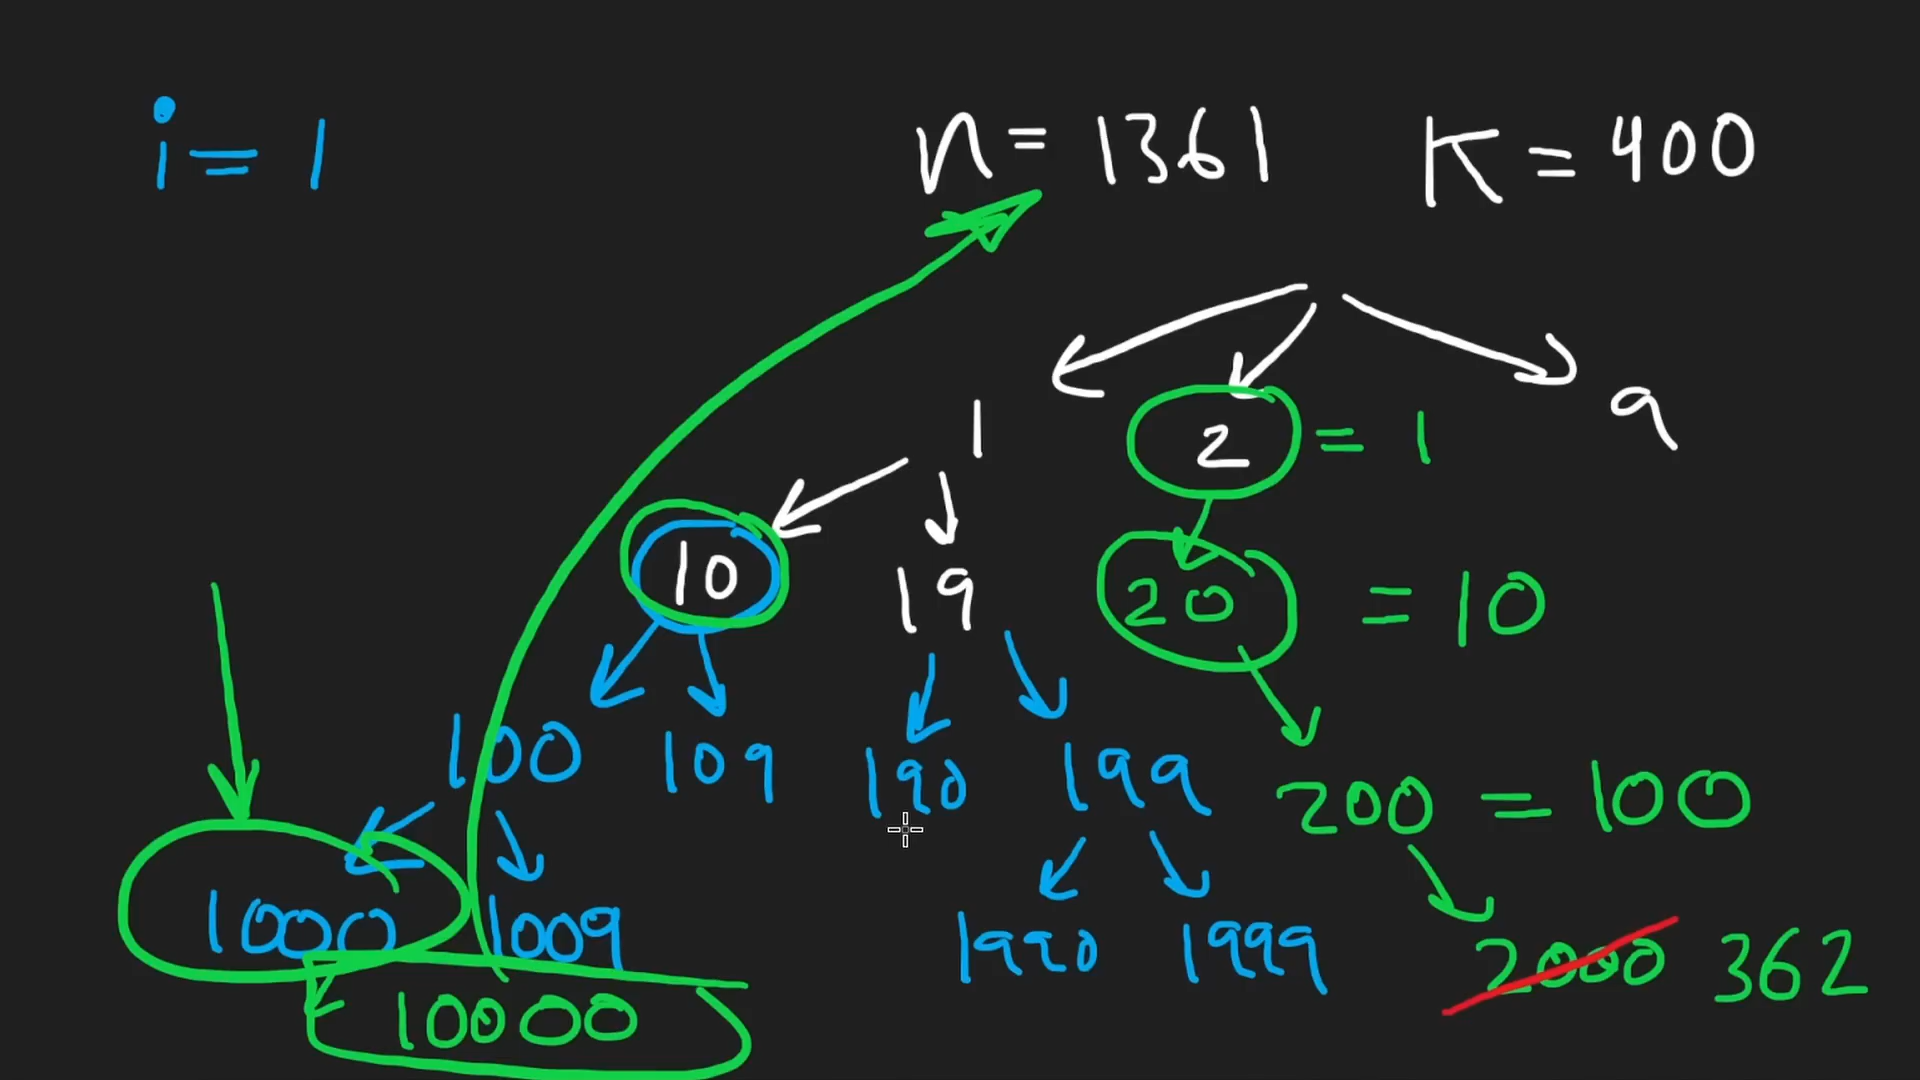 i = 1
n = 1361 K = 400
1 2 = 1 9
10 19 20 = 10
100 109 190 199 200 = 100
1000 1009 1990 1999 2000 362
10000